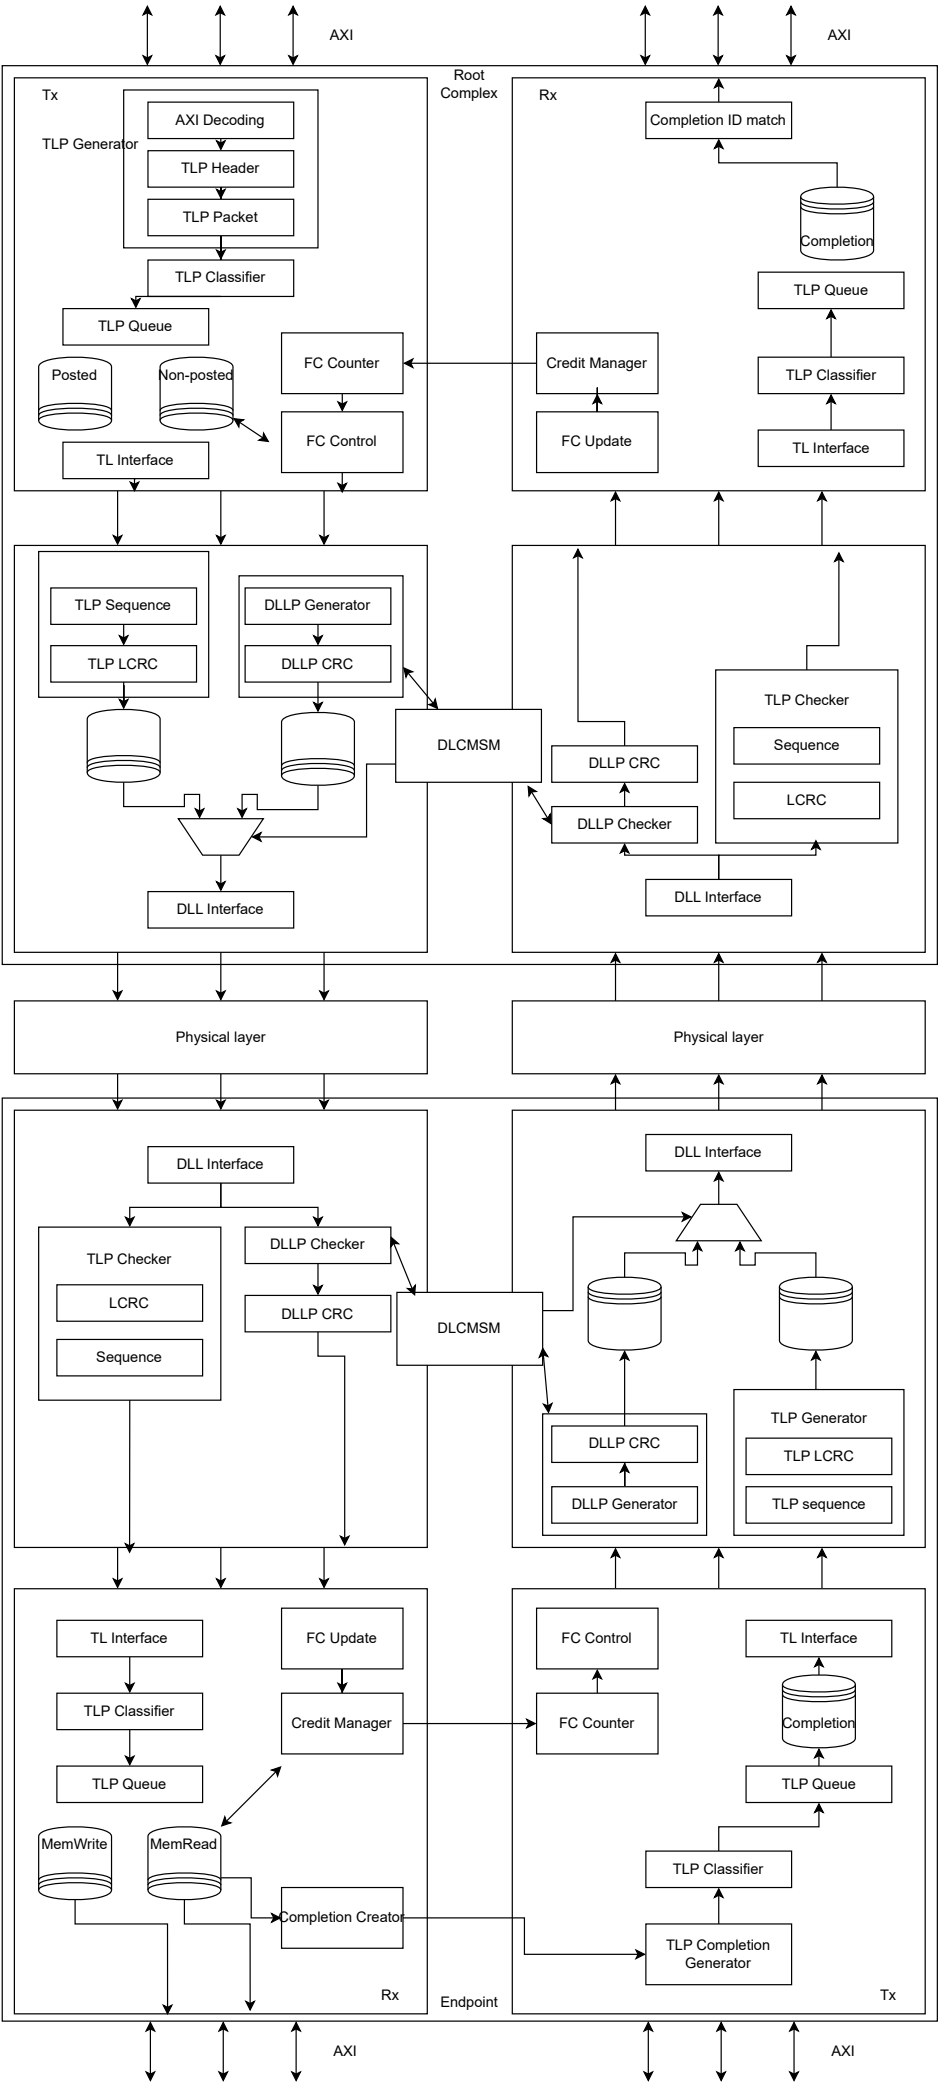 AXI
AXI
Root
Complex
Tx
TLP Generator
AXI Decoding
TLP Header
TLP Packet
TLP Classifier
TLP Queue
Posted
Non-posted
FC Counter
FC Control
TL Interface
Rx
Completion ID match
Completion
TLP Queue
Credit Manager
TLP Classifier
FC Update
TL Interface
TLP Sequence
TLP LCRC
DLLP Generator
DLLP CRC
DLCMSM
DLL Interface
TLP Checker
Sequence
LCRC
DLLP CRC
DLLP Checker
DLL Interface
Physical layer
Physical layer
DLL Interface
TLP Checker
LCRC
Sequence
DLLP Checker
DLLP CRC
DLCMSM
DLL Interface
DLLP CRC
DLLP Generator
TLP Generator
TLP LCRC
TLP sequence
TL Interface
TLP Classifier
TLP Queue
FC Update
Credit Manager
MemWrite
MemRead
Completion Creator
Rx
Endpoint
FC Control
FC Counter
TL Interface
Completion
TLP Queue
TLP Classifier
TLP Completion
Generator
Tx
AXI
AXI